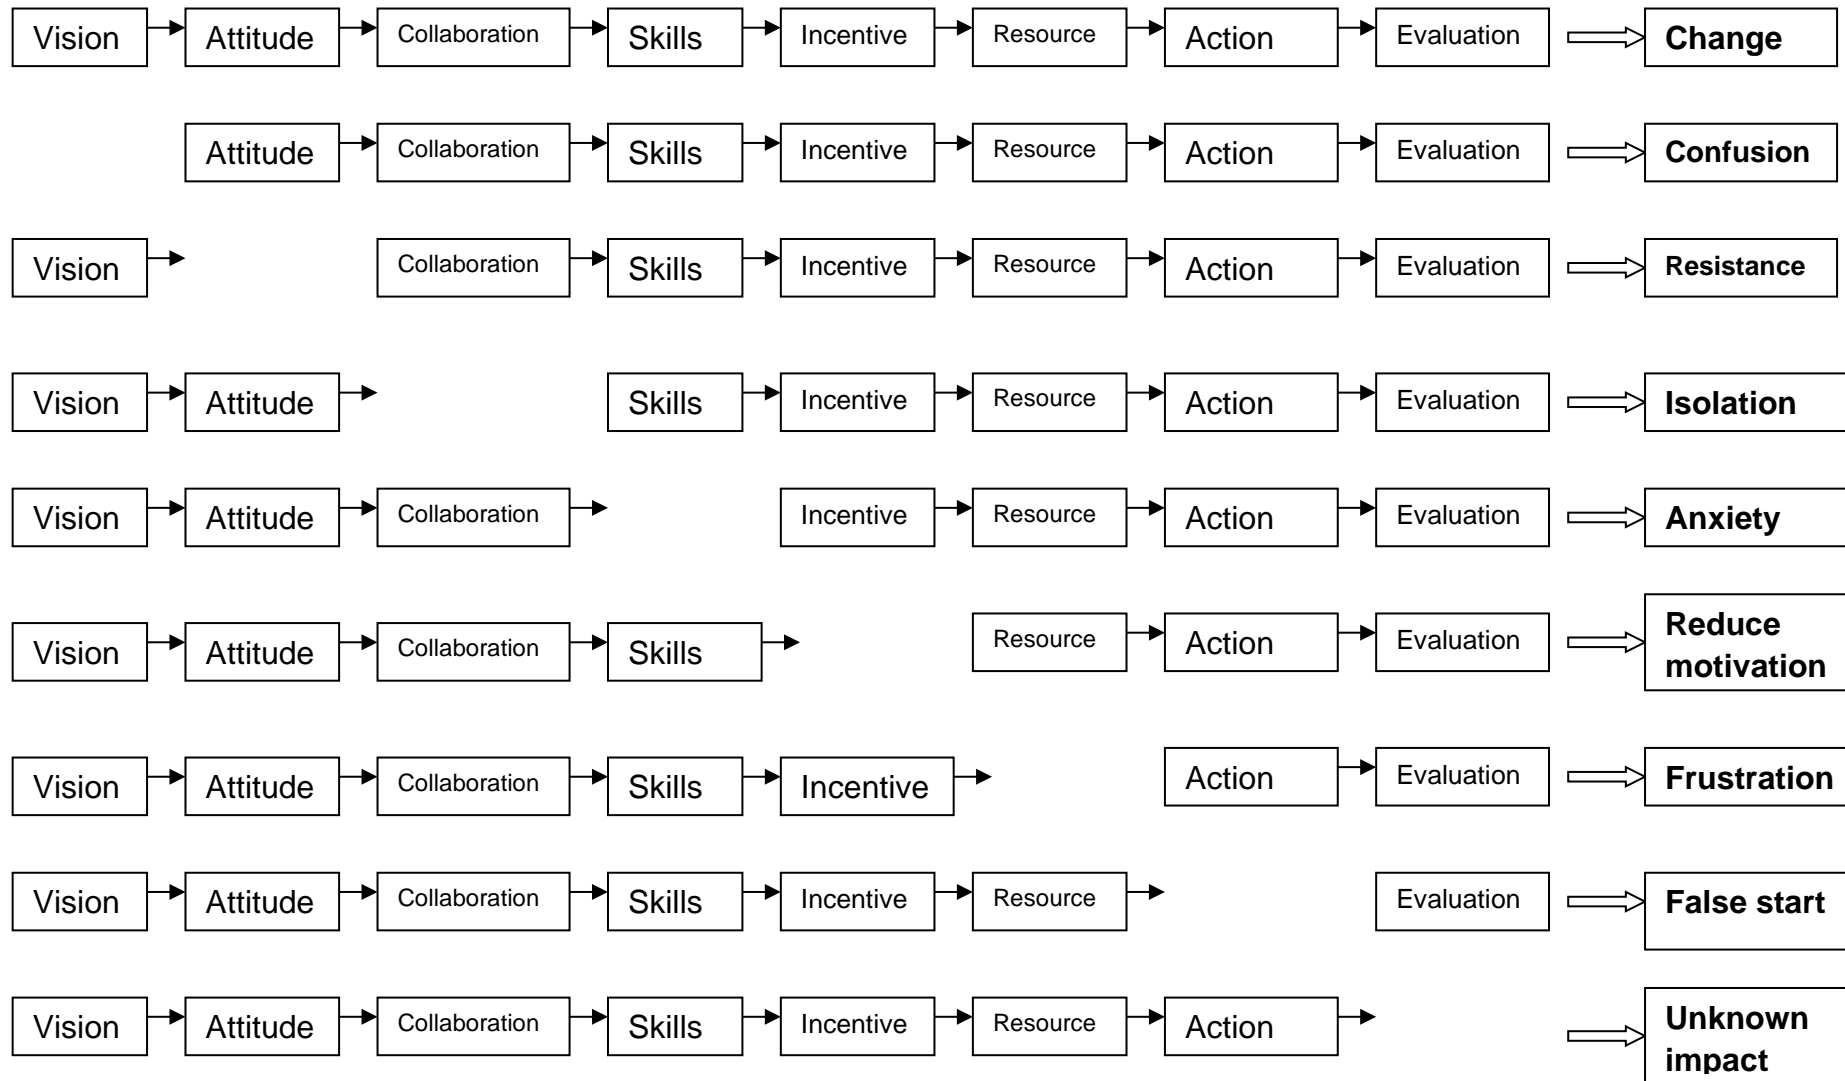 Vision Attitude Collaboration Skills Incentive Resource Action Evaluation Change
Attitude Collaboration Skills Incentive Resource Action Evaluation Confusion
Vision Collaboration Skills Incentive Resource Action Evaluation Resistance
Vision Attitude Skills Incentive Resource Action Evaluation Isolation
Vision Attitude Collaboration Incentive Resource Action Evaluation Anxiety
Vision Attitude Collaboration Skills Resource Action Evaluation Reduce
motivation
Vision Attitude Collaboration Skills Incentive Action Evaluation Frustration
Vision Attitude Collaboration Skills Incentive Resource Evaluation False start
Vision Attitude Collaboration Skills Incentive Resource Action Unknown
impact